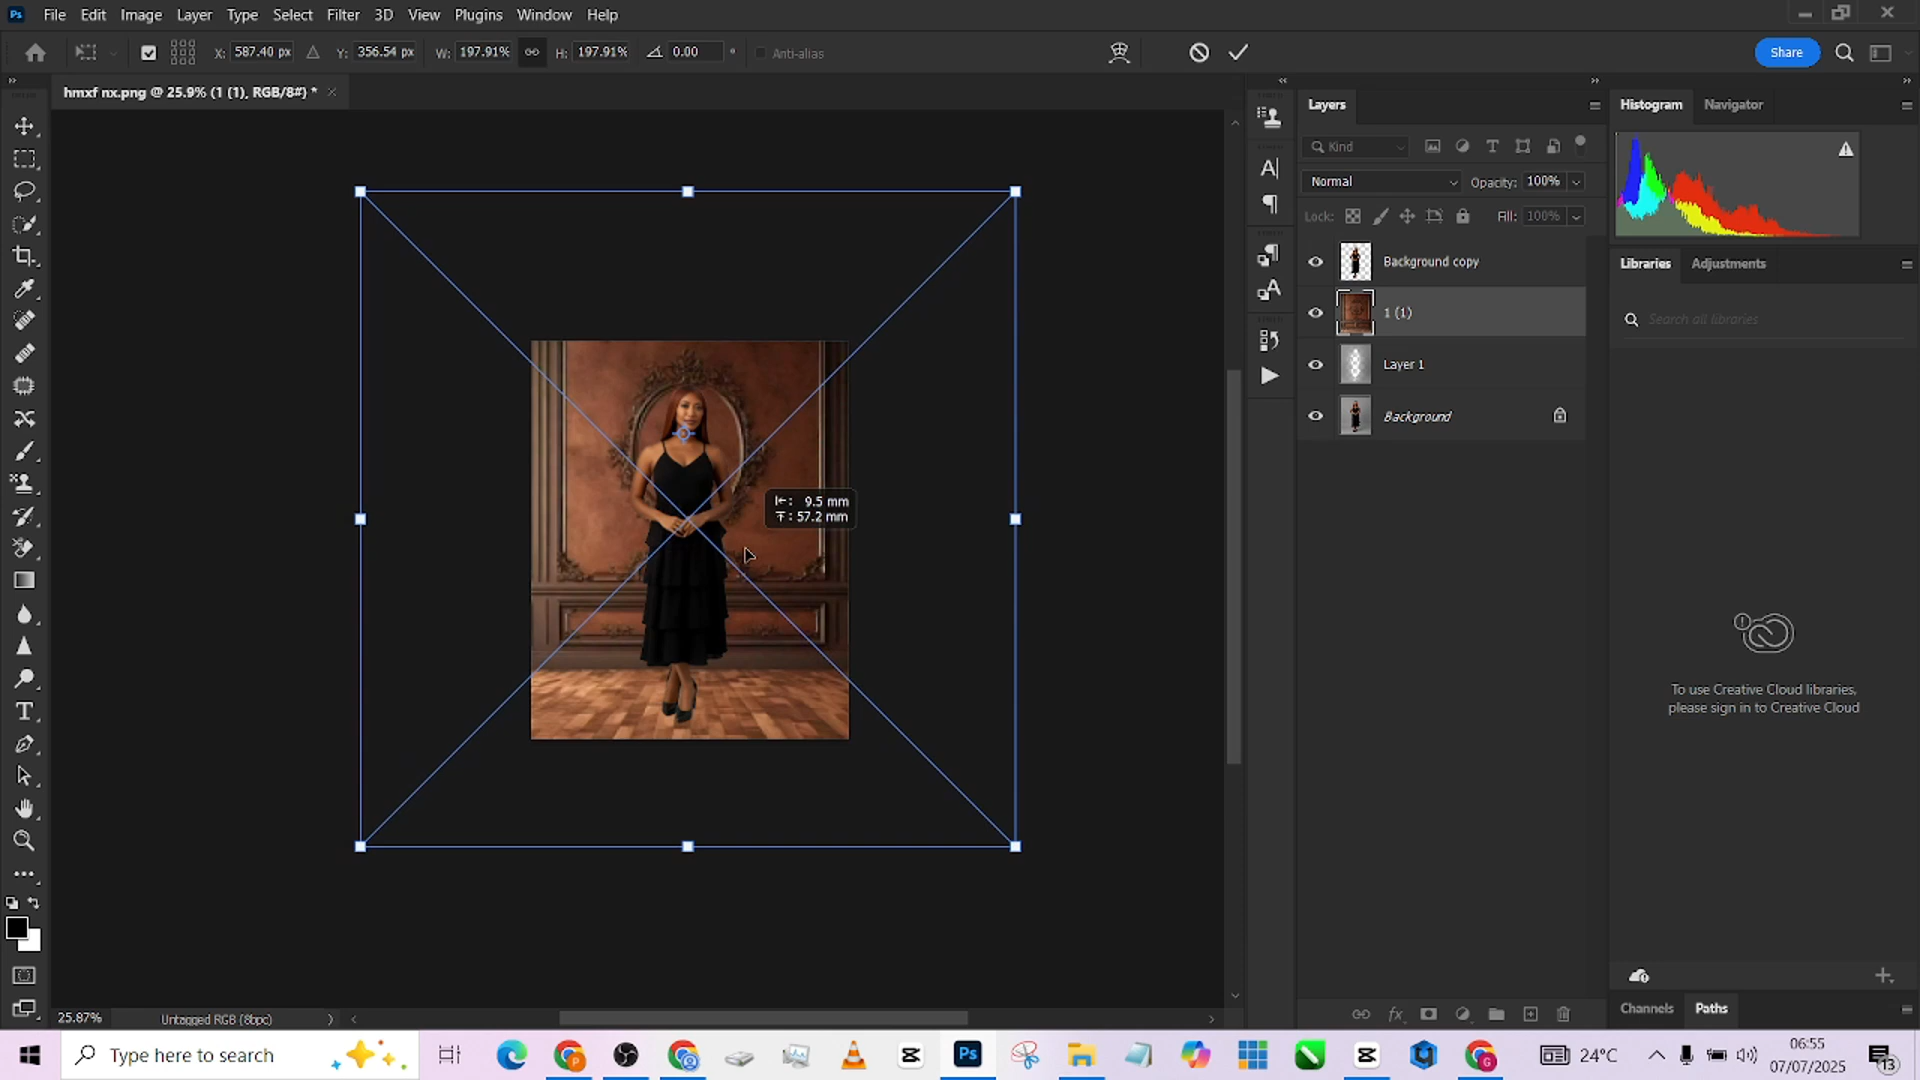 Ps File Edit Image Layer Type Select Filter 3D View Plugins Window Help
X: 587.40 px Y: 356.54 px W: 197.91% H: 197.91% 0.00 ° Anti-alias Share
hmxf nx.png @ 25.9% (1 (1), RGB/8#) *
Layers
Kind
Normal Opacity: 100%
Lock: Fill: 100%
Background copy
1 (1)
Layer 1
Background
Histogram Navigator
Libraries Adjustments
Search all libraries
To use Creative Cloud libraries,
please sign in to Creative Cloud
Channels Paths
9.5 mm
57.2 mm
25.87% Untagged RGB (8bpc)
Type here to search
Ps
24°C
06:55
07/07/2025
13